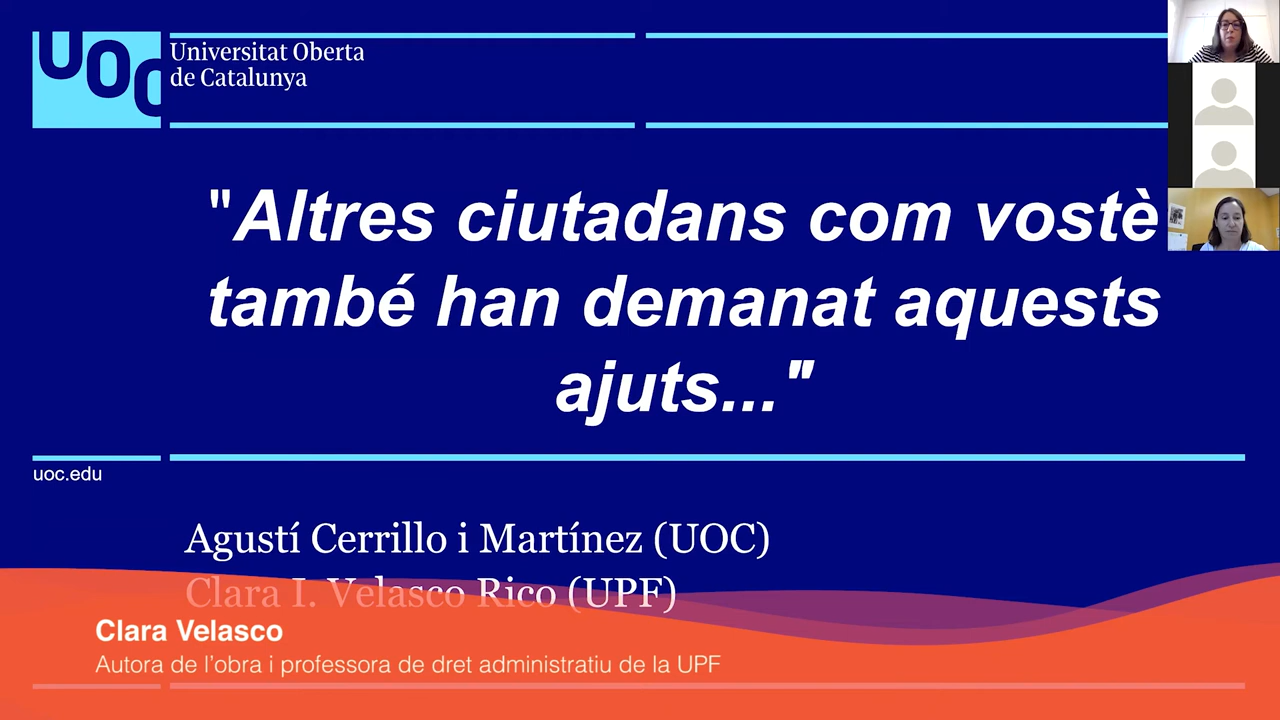 UOC
Universitat Oberta
de Catalunya
"Altres ciutadans com vostè
també han demanat aquests
ajuts..."
uoc.edu
Agustí Cerrillo i Martínez (UOC)
Clara I. Velasco Rico (UPF)
Clara Velasco
Autora de l'obra i professora de dret administratiu de la UPF